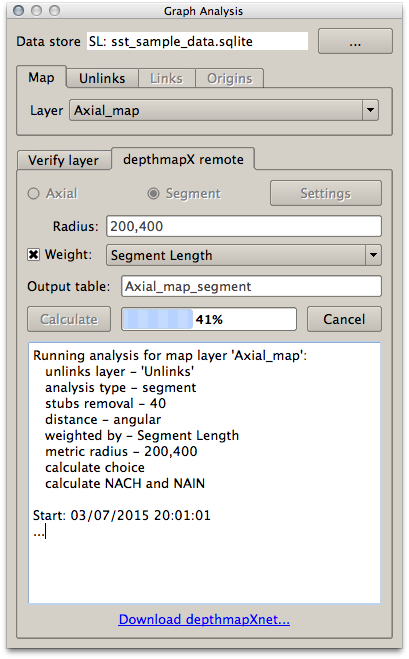 Graph Analysis
Data store SL: sst_sample_data.sqlite ...
Map Unlinks Links Origins
Layer Axial_map
Verify layer depthmapX remote
Axial Segment Settings
Radius: 200,400
Weight: Segment Length
Output table: Axial_map_segment
Calculate 41% Cancel
Running analysis for map layer 'Axial_map':
unlinks layer – 'Unlinks'
analysis type – segment
stubs removal – 40
distance – angular
weighted by – Segment Length
metric radius – 200,400
calculate choice
calculate NACH and NAIN
Start: 03/07/2015 20:01:01
...
Download depthmapXnet...